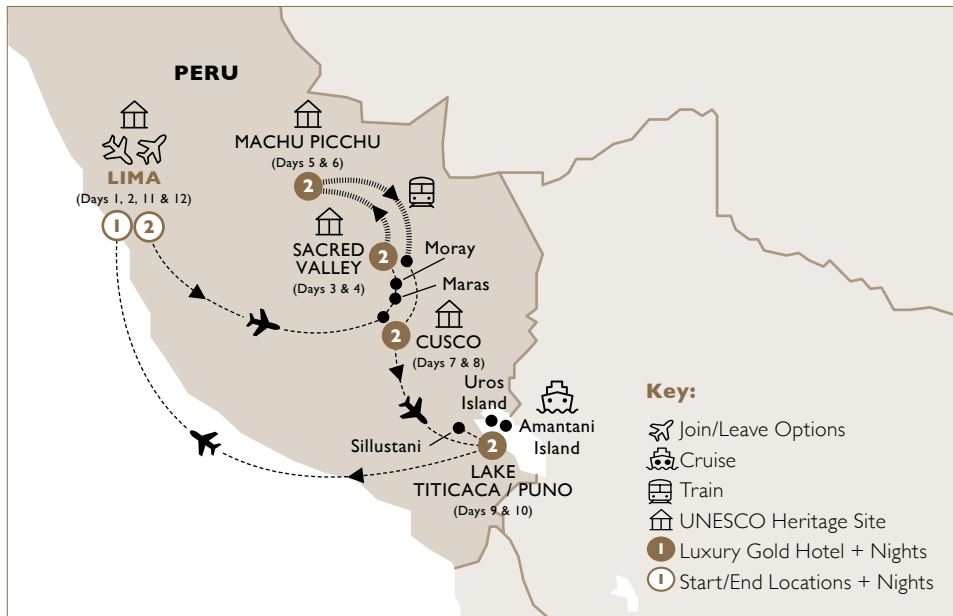 PERU
MACHU PICCHU
(Days 5 & 6)
2
LIMA
(Days 1, 2, 11 & 12)
1
2
SACRED
VALLEY
(Days 3 & 4)
2
Moray
Maras
2
CUSCO
(Days 7 & 8)
Uros
Island
Amantani
Island
Sillustani
2
LAKE
TITICACA / PUNO
(Days 9 & 10)
Key:
Join/Leave Options
Cruise
Train
UNESCO Heritage Site
1 Luxury Gold Hotel + Nights
1 Start/End Locations + Nights